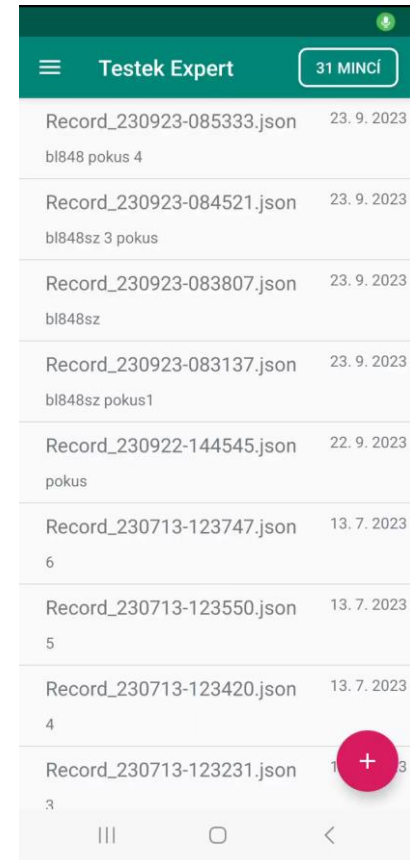 Testek Expert 31 MINCÍ
Record_230923-085333.json 23. 9. 2023
bl848 pokus 4
Record_230923-084521.json 23. 9. 2023
bl848sz 3 pokus
Record_230923-083807.json 23. 9. 2023
bl848sz
Record_230923-083137.json 23. 9. 2023
bl848sz pokus1
Record_230922-144545.json 22. 9. 2023
pokus
Record_230713-123747.json 13. 7. 2023
6
Record_230713-123550.json 13. 7. 2023
5
Record_230713-123420.json 13. 7. 2023
4
Record_230713-123231.json
3